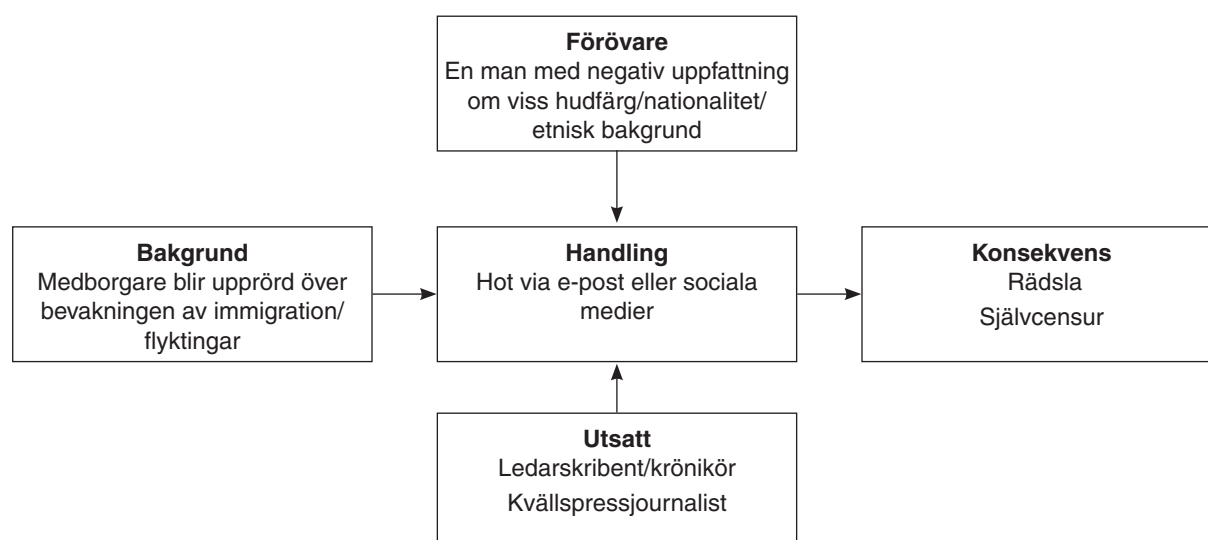 Förövare
En man med negativ uppfattning
om viss hudfärg/nationalitet/
etnisk bakgrund
Bakgrund
Medborgare blir upprörd över
bevakningen av immigration/
flyktingar
Handling
Hot via e-post eller sociala
medier
Konsekvens
Rädsla
Självcensur
Utsatt
Ledarskribent/krönikör
Kvällspressjournalist